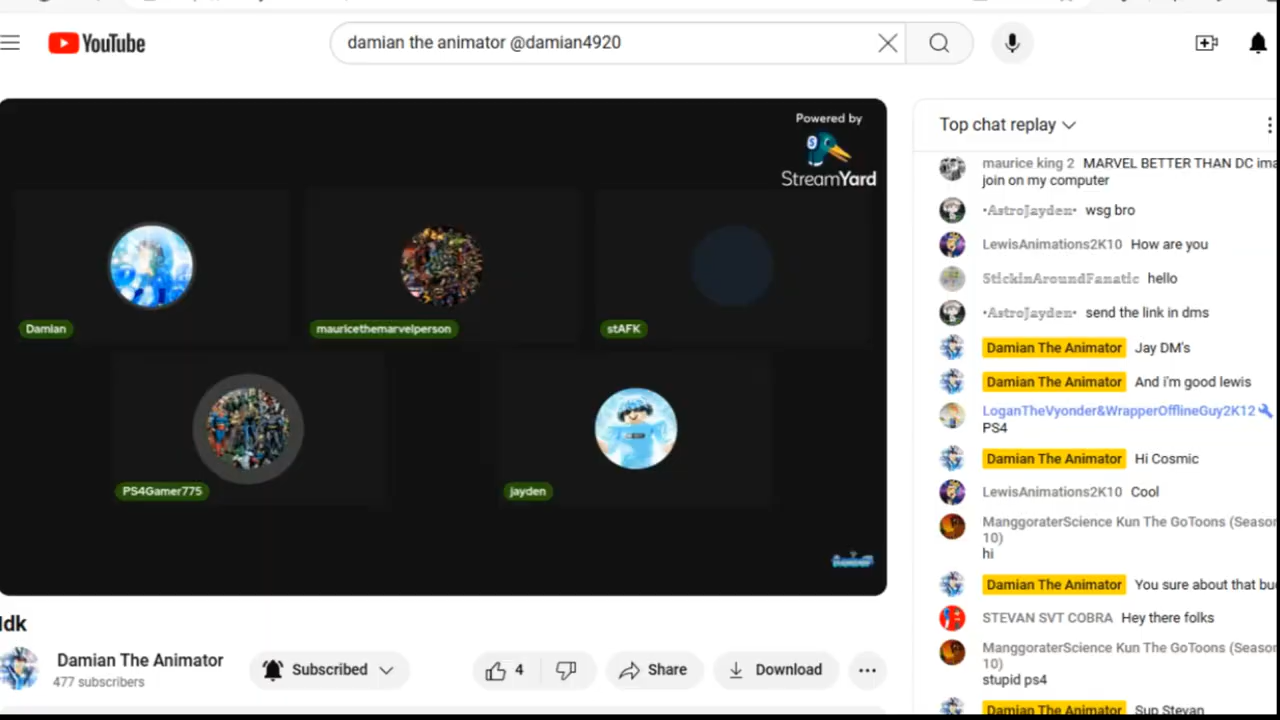 YouTube
damian the animator @damian4920
Powered by
StreamYard
Damian
mauricethemarvelperson
stAFK
PS4Gamer775
jayden
Idk
Damian The Animator
477 subscribers
Subscribed
4
Share
Download
Top chat replay
maurice king 2 MARVEL BETTER THAN DC ima
join on my computer
•AstroJayden• wsg bro
LewisAnimations2K10 How are you
StickinAroundFanatic hello
•AstroJayden• send the link in dms
Damian The Animator Jay DM's
Damian The Animator And i'm good lewis
LoganTheVyonder&WrapperOfflineGuy2K12
PS4
Damian The Animator Hi Cosmic
LewisAnimations2K10 Cool
ManggoraterScience Kun The GoToons (Season
10)
hi
Damian The Animator You sure about that bu
STEVAN SVT COBRA Hey there folks
ManggoraterScience Kun The GoToons (Season
10)
stupid ps4
Damian The Animator Sup Stevan